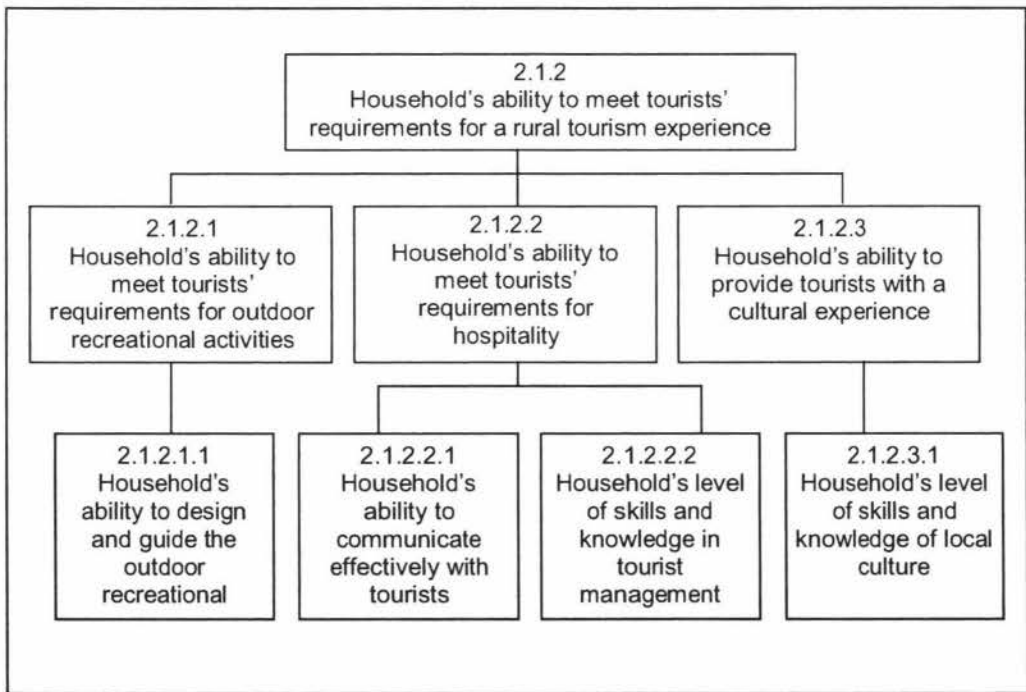 2.1.2
Household's ability to meet tourists'
requirements for a rural tourism experience
2.1.2.1
Household's ability to
meet tourists'
requirements for outdoor
recreational activities
2.1.2.2
Household's ability to
meet tourists'
requirements for
hospitality
2.1.2.3
Household's ability to
provide tourists with a
cultural experience
2.1.2.1.1
Household's
ability to design
and guide the
outdoor
recreational
2.1.2.2.1
Household's
ability to
communicate
effectively with
tourists
2.1.2.2.2
Household's level
of skills and
knowledge in
tourist
management
2.1.2.3.1
Household's level
of skills and
knowledge of local
culture